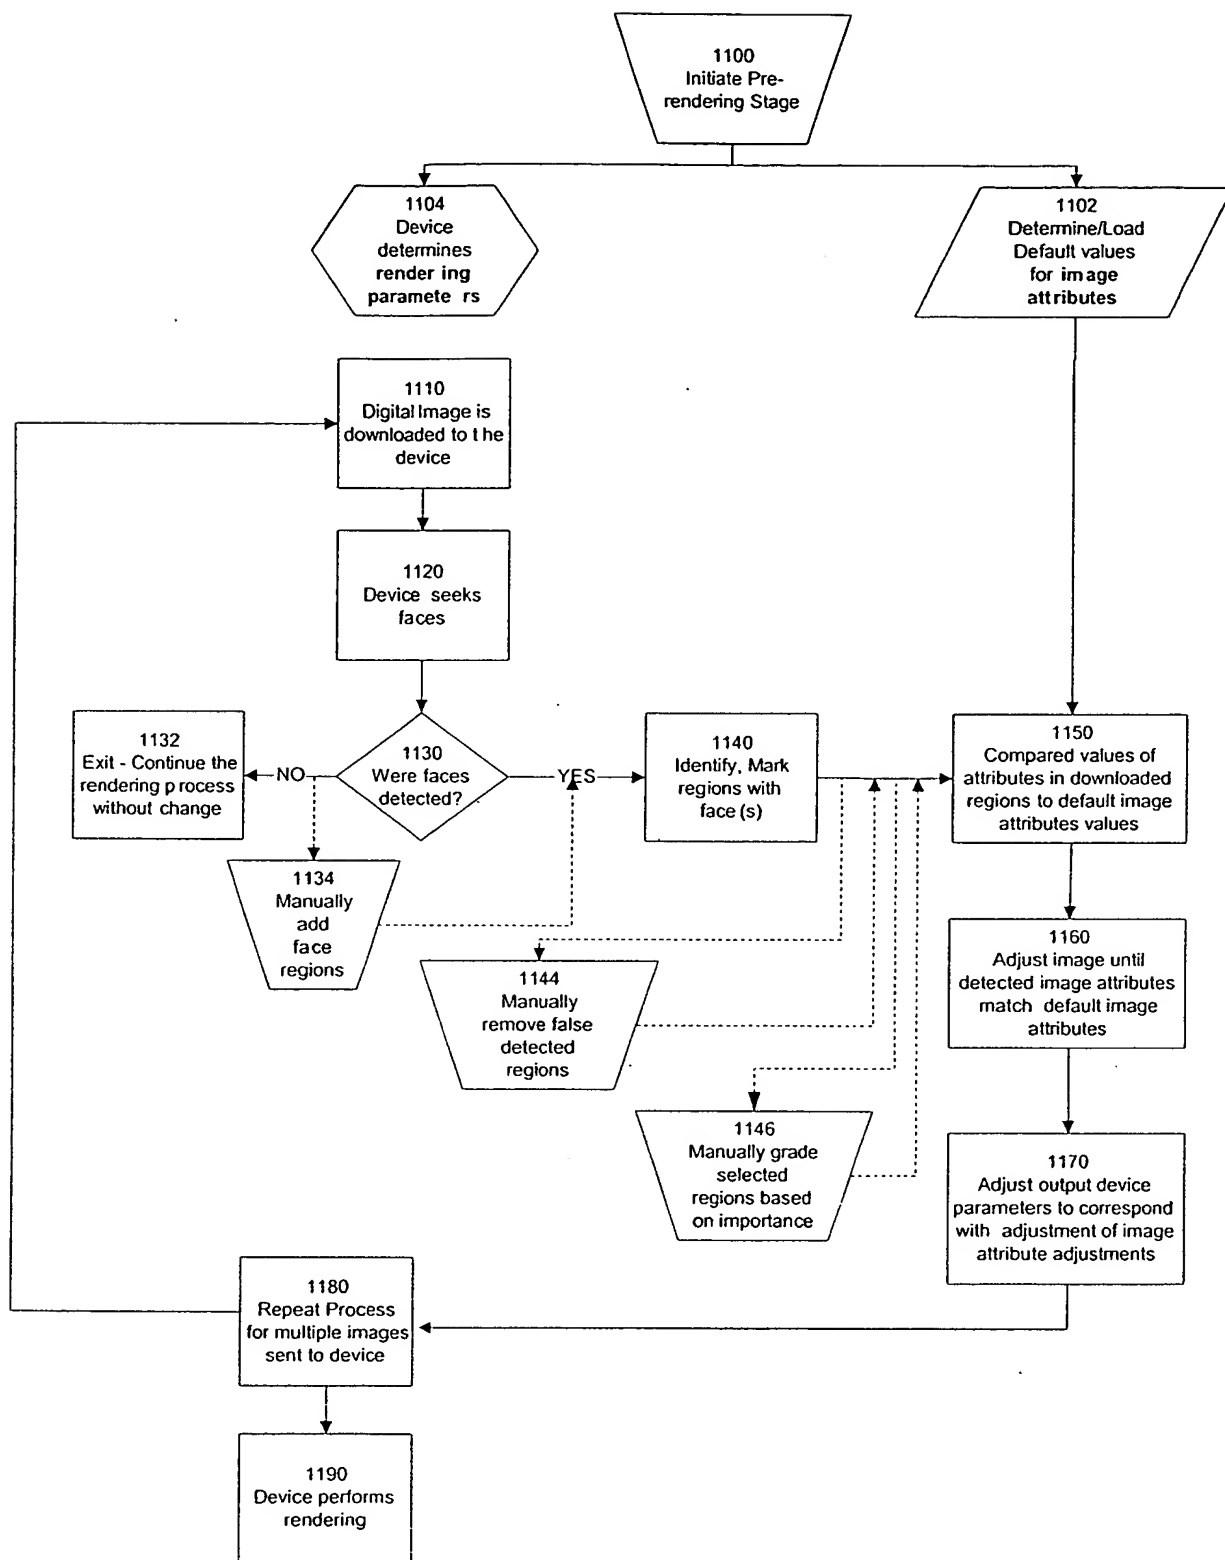 1100
Initiate Pre-
rendering Stage
1104
Device
determines
render ing
paramete rs
1102
Determine/Load
Default values
for image
attributes
1110
Digital Image is
downloaded to t he
device
1120
Device seeks
faces
1130
Were faces
detected?
NO
YES
1132
Exit - Continue the
rendering process
without change
1134
Manually
add
face
regions
1140
Identify, Mark
regions with
face (s)
1144
Manually
remove false
detected
regions
1146
Manually grade
selected
regions based
on importance
1150
Compared values of
attributes in downloaded
regions to default image
attributes values
1160
Adjust image until
detected image attributes
match default image
attributes
1170
Adjust output device
parameters to correspond
with adjustment of image
attribute adjustments
1180
Repeat Process
for multiple images
sent to device
1190
Device performs
rendering